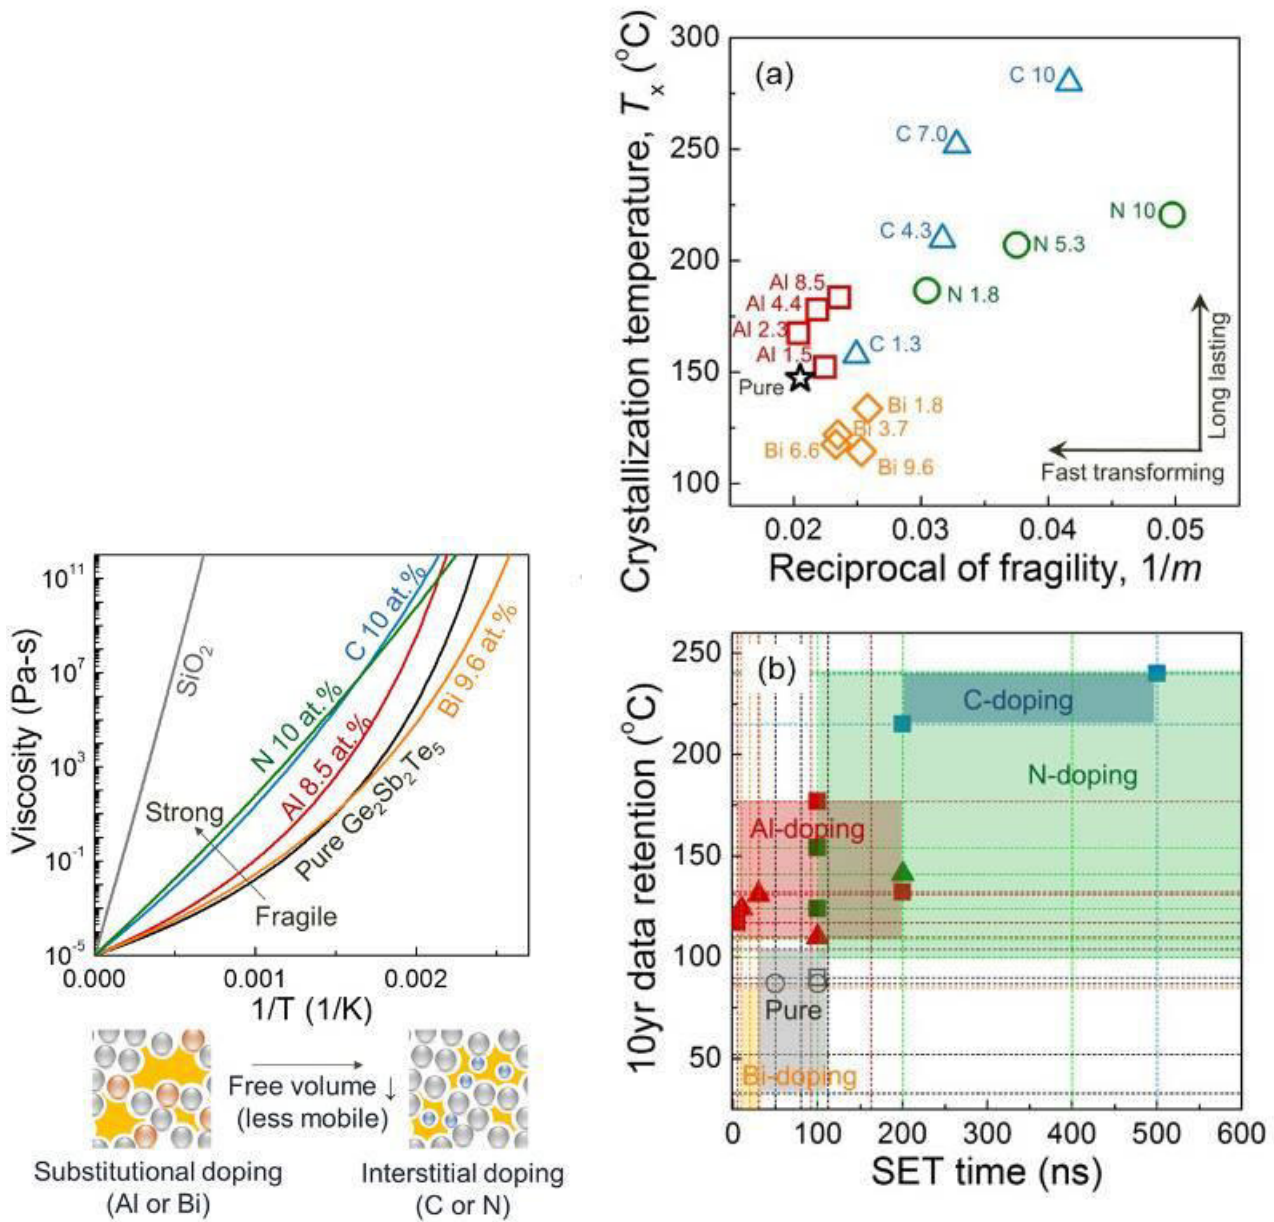 300
250
200
150
100
Crystallization temperature, Tx (°C)
(a)
C 10
C 7.0
N 10
C 4.3
N 5.3
Al 8.5
N 1.8
Al 4.4
Al 2.3
C 1.3
Al 1.5
Pure
Bi 1.8
Bi 3.7
Bi 6.6
Bi 9.6
Long lasting
Fast transforming
0.02 0.03 0.04 0.05
Reciprocal of fragility, 1/m
Viscosity (Pa-s)
10^11
10^7
10^3
10^-1
10^-5
SiO2
C 10 at.%
N 10 at.%
Al 8.5 at.%
Bi 9.6 at.%
Pure Ge2Sb2Te5
Strong
Fragile
0.000 0.001 0.002
1/T (1/K)
Free volume ↓
(less mobile)
Substitutional doping
(Al or Bi)
Interstitial doping
(C or N)
10yr data retention (°C)
250
200
150
100
50
(b)
C-doping
N-doping
Al-doping
Pure
Bi-doping
0 100 200 300 400 500 600
SET time (ns)